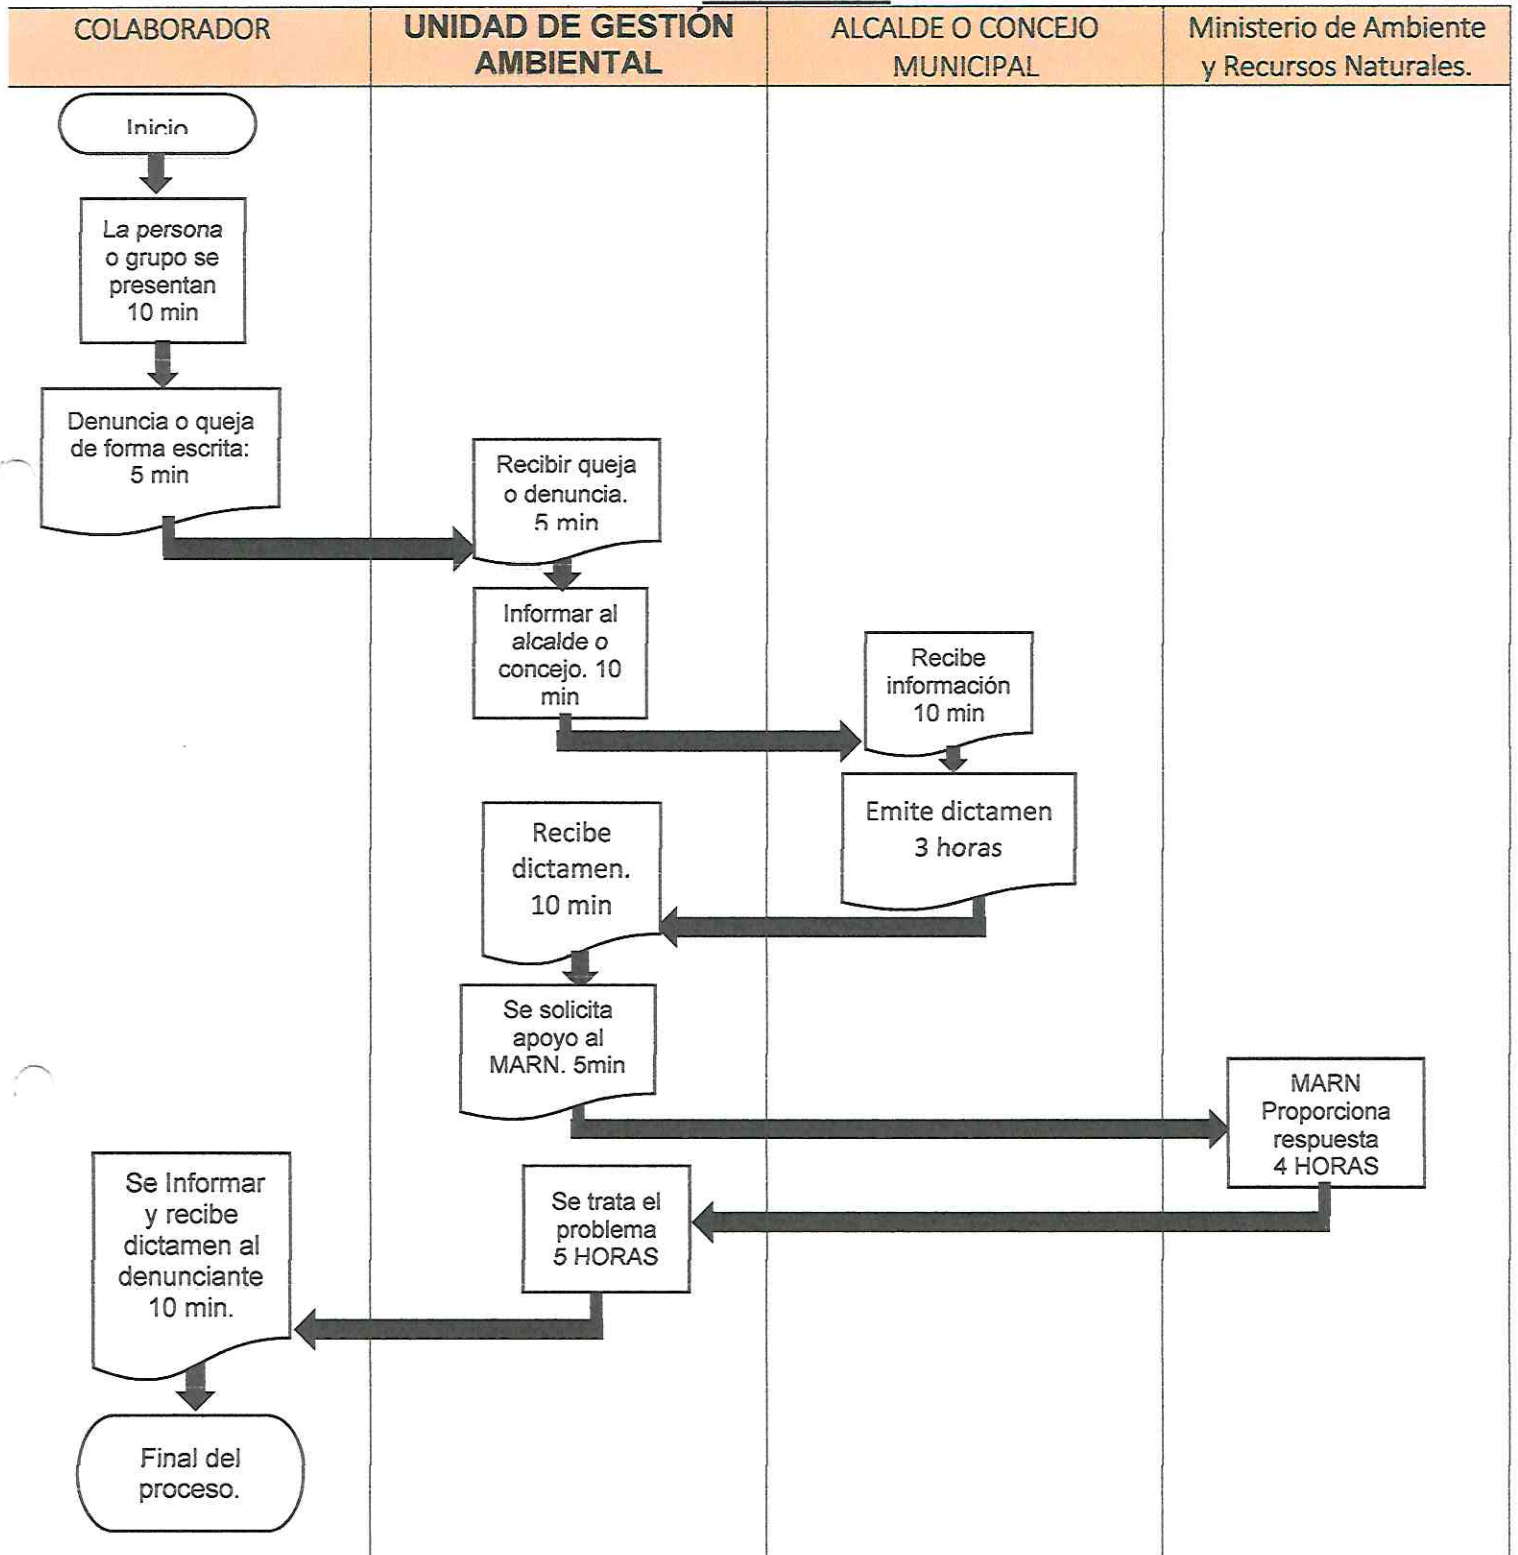 COLABORADOR
UNIDAD DE GESTIÓN
AMBIENTAL
ALCALDE O CONCEJO
MUNICIPAL
Ministerio de Ambiente
y Recursos Naturales.
Inicio
La persona
o grupo se
presentan
10 min
Denuncia o queja
de forma escrita:
5 min
Recibir queja
o denuncia.
5 min
Informar al
alcalde o
concejo. 10
min
Recibe
información
10 min
Emite dictamen
3 horas
Recibe
dictamen.
10 min
Se solicita
apoyo al
MARN. 5min
MARN
Proporciona
respuesta
4 HORAS
Se trata el
problema
5 HORAS
Se Informar
y recibe
dictamen al
denunciante
10 min.
Final del
proceso.